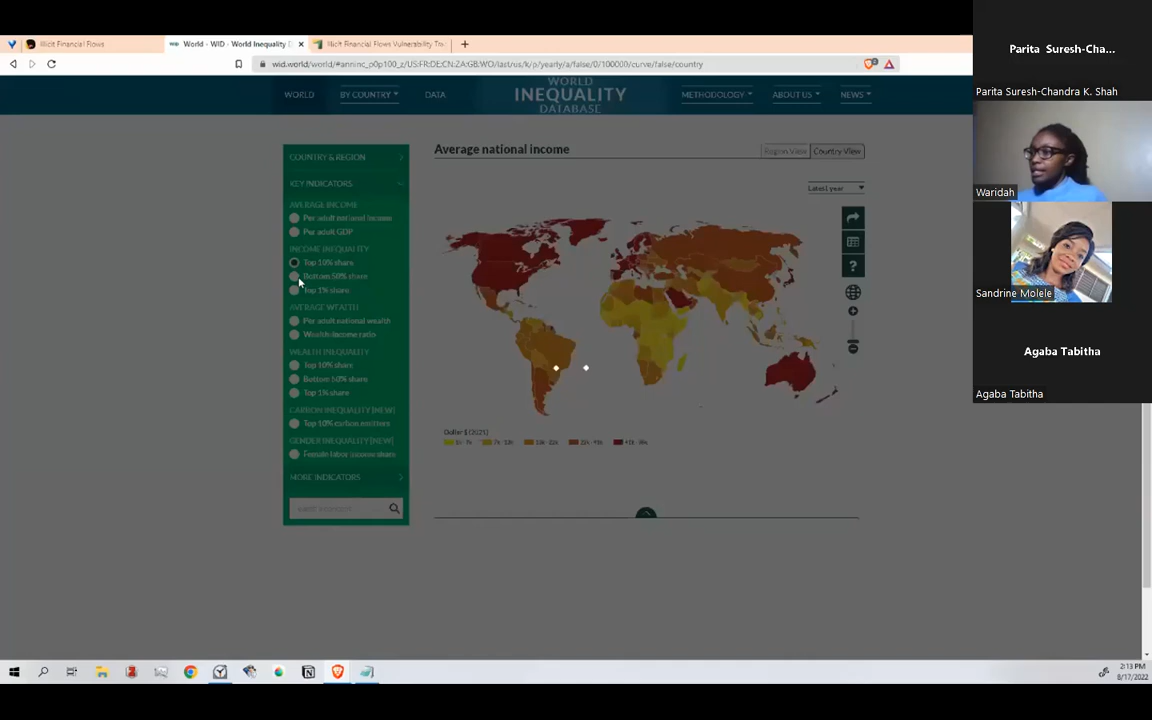 Illicit Financial Flows
World - WID - World Inequality D
Illicit Financial Flows Vulnerability Tra
wid.world/world/#anninc_p0p100_z/US;FR;DE;CN;ZA;GB;WO/last/us/k/p/yearly/a/false/0/100000/curve/false/country
WORLD
BY COUNTRY
DATA
WORLD
INEQUALITY
DATABASE
METHODOLOGY
ABOUT US
NEWS
COUNTRY & REGION
KEY INDICATORS
AVERAGE INCOME
Per adult national income
Per adult GDP
INCOME INEQUALITY
Top 10% share
Bottom 50% share
Top 1% share
AVERAGE WEALTH
Per adult national wealth
Wealth-income ratio
WEALTH INEQUALITY
Top 10% share
Bottom 50% share
Top 1% share
CARBON INEQUALITY (NEW)
Top 10% carbon emitters
GENDER INEQUALITY (NEW)
Female labor income share
MORE INDICATORS
Average national income
Region View
Country View
Latest year
?
Dollar $ (2021)
Parita Suresh-Cha...
Parita Suresh-Chandra K. Shah
Waridah
Sandrine Molele
Agaba Tabitha
Agaba Tabitha
2:13 PM
8/17/2022